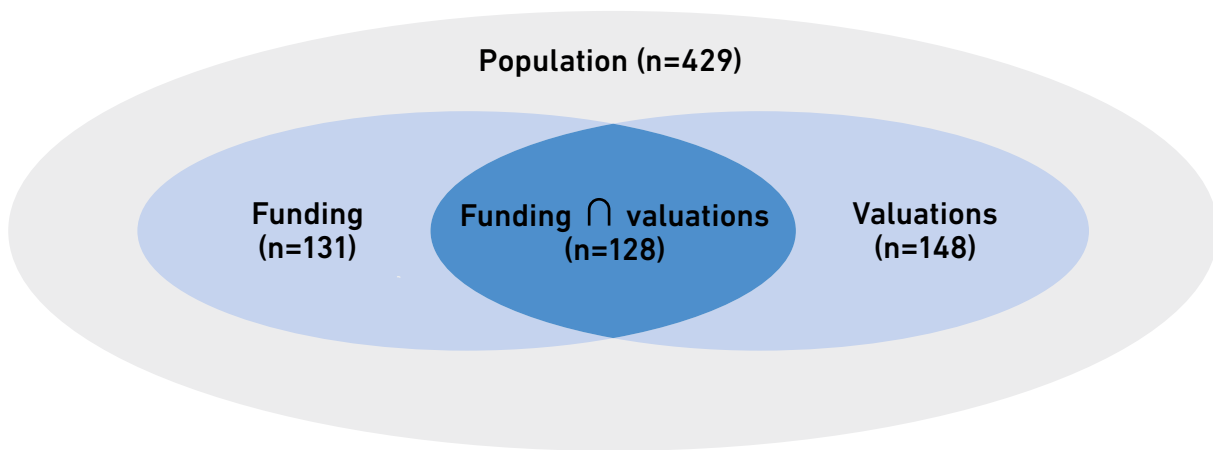 Population (n=429)
Funding
(n=131)
Funding ∩ valuations
(n=128)
Valuations
(n=148)